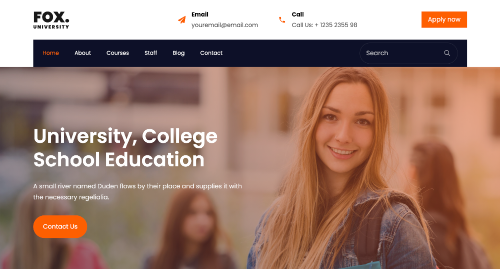 FOX.
UNIVERSITY
Email
youremail@email.com
Call
Call Us: + 1235 2355 98
Apply now
Home About Courses Staff Blog Contact Search
University, College
School Education
A small river named Duden flows by their place and supplies it with
the necessary regelialia.
Contact Us